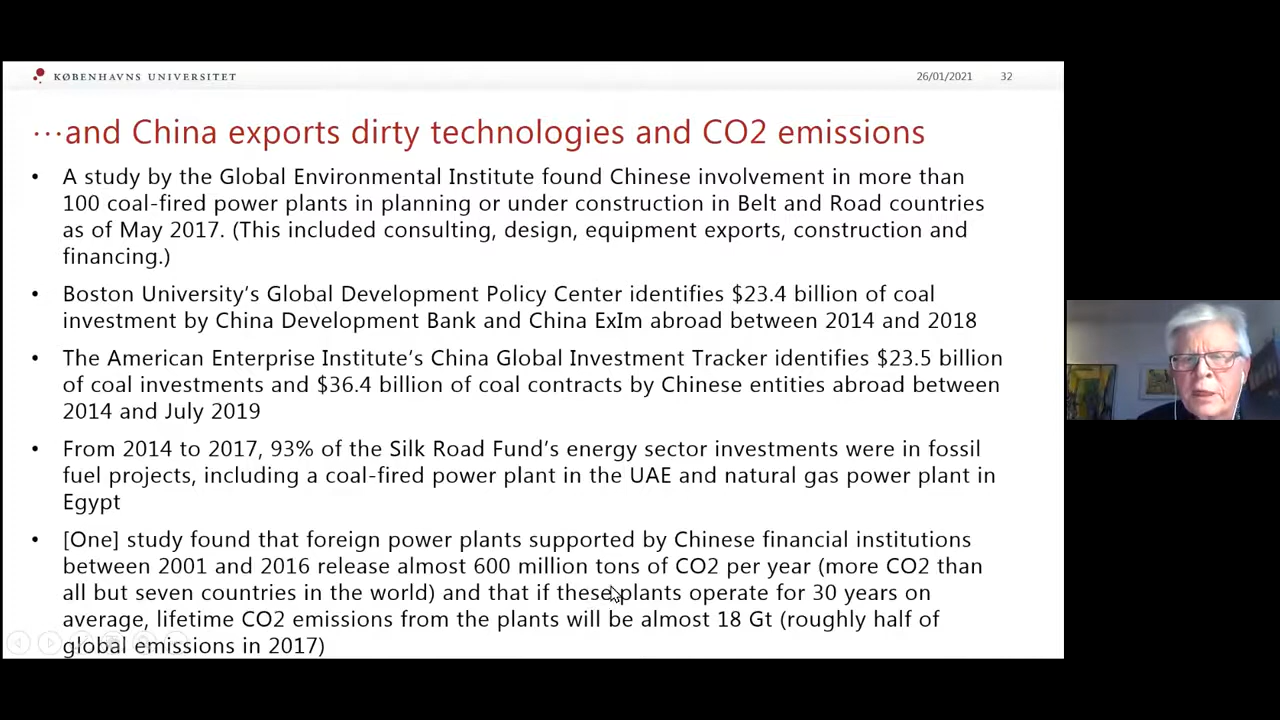 KØBENHAVNS UNIVERSITET
26/01/2021 32
…and China exports dirty technologies and CO2 emissions
• A study by the Global Environmental Institute found Chinese involvement in more than
100 coal-fired power plants in planning or under construction in Belt and Road countries
as of May 2017. (This included consulting, design, equipment exports, construction and
financing.)
• Boston University's Global Development Policy Center identifies $23.4 billion of coal
investment by China Development Bank and China ExIm abroad between 2014 and 2018
• The American Enterprise Institute's China Global Investment Tracker identifies $23.5 billion
of coal investments and $36.4 billion of coal contracts by Chinese entities abroad between
2014 and July 2019
• From 2014 to 2017, 93% of the Silk Road Fund's energy sector investments were in fossil
fuel projects, including a coal-fired power plant in the UAE and natural gas power plant in
Egypt
• [One] study found that foreign power plants supported by Chinese financial institutions
between 2001 and 2016 release almost 600 million tons of CO2 per year (more CO2 than
all but seven countries in the world) and that if these plants operate for 30 years on
average, lifetime CO2 emissions from the plants will be almost 18 Gt (roughly half of
global emissions in 2017)